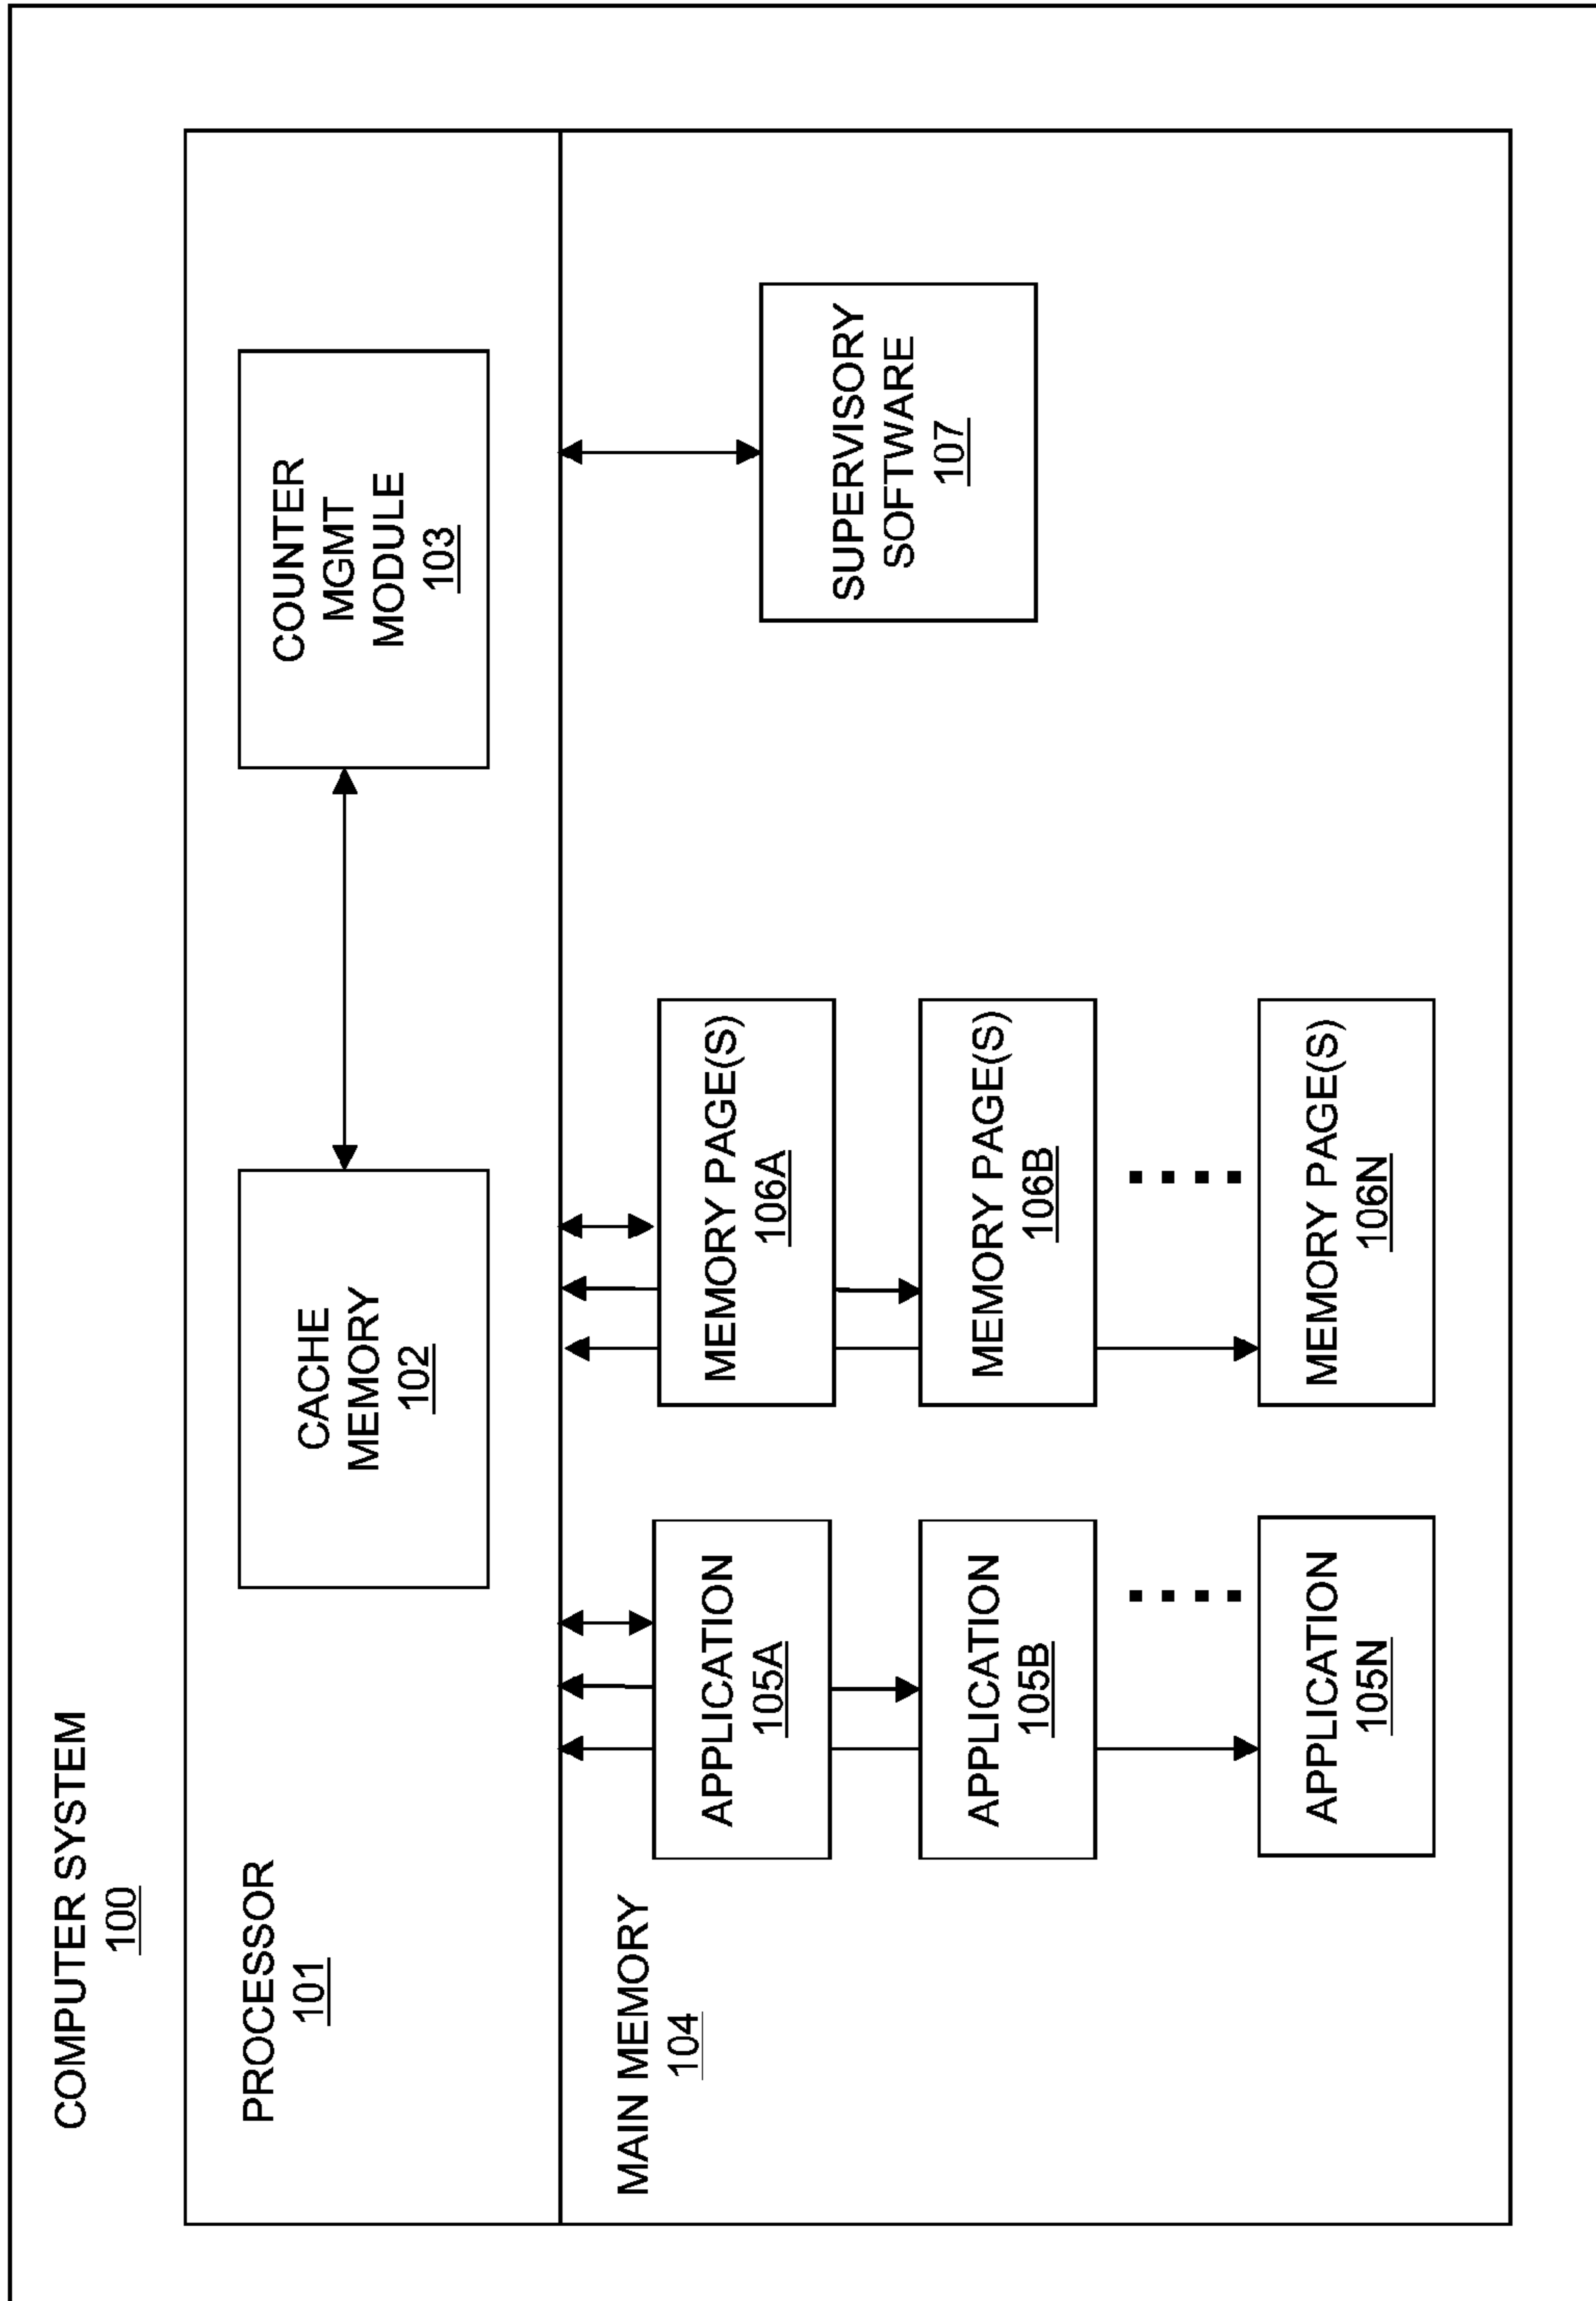 COMPUTER SYSTEM
100
PROCESSOR
101
CACHE
MEMORY
102
COUNTER
MGMT
MODULE
103
MAIN MEMORY
104
APPLICATION
105A
MEMORY PAGE(S)
106A
SUPERVISORY
SOFTWARE
107
APPLICATION
105B
MEMORY PAGE(S)
106B
APPLICATION
105N
MEMORY PAGE(S)
106N